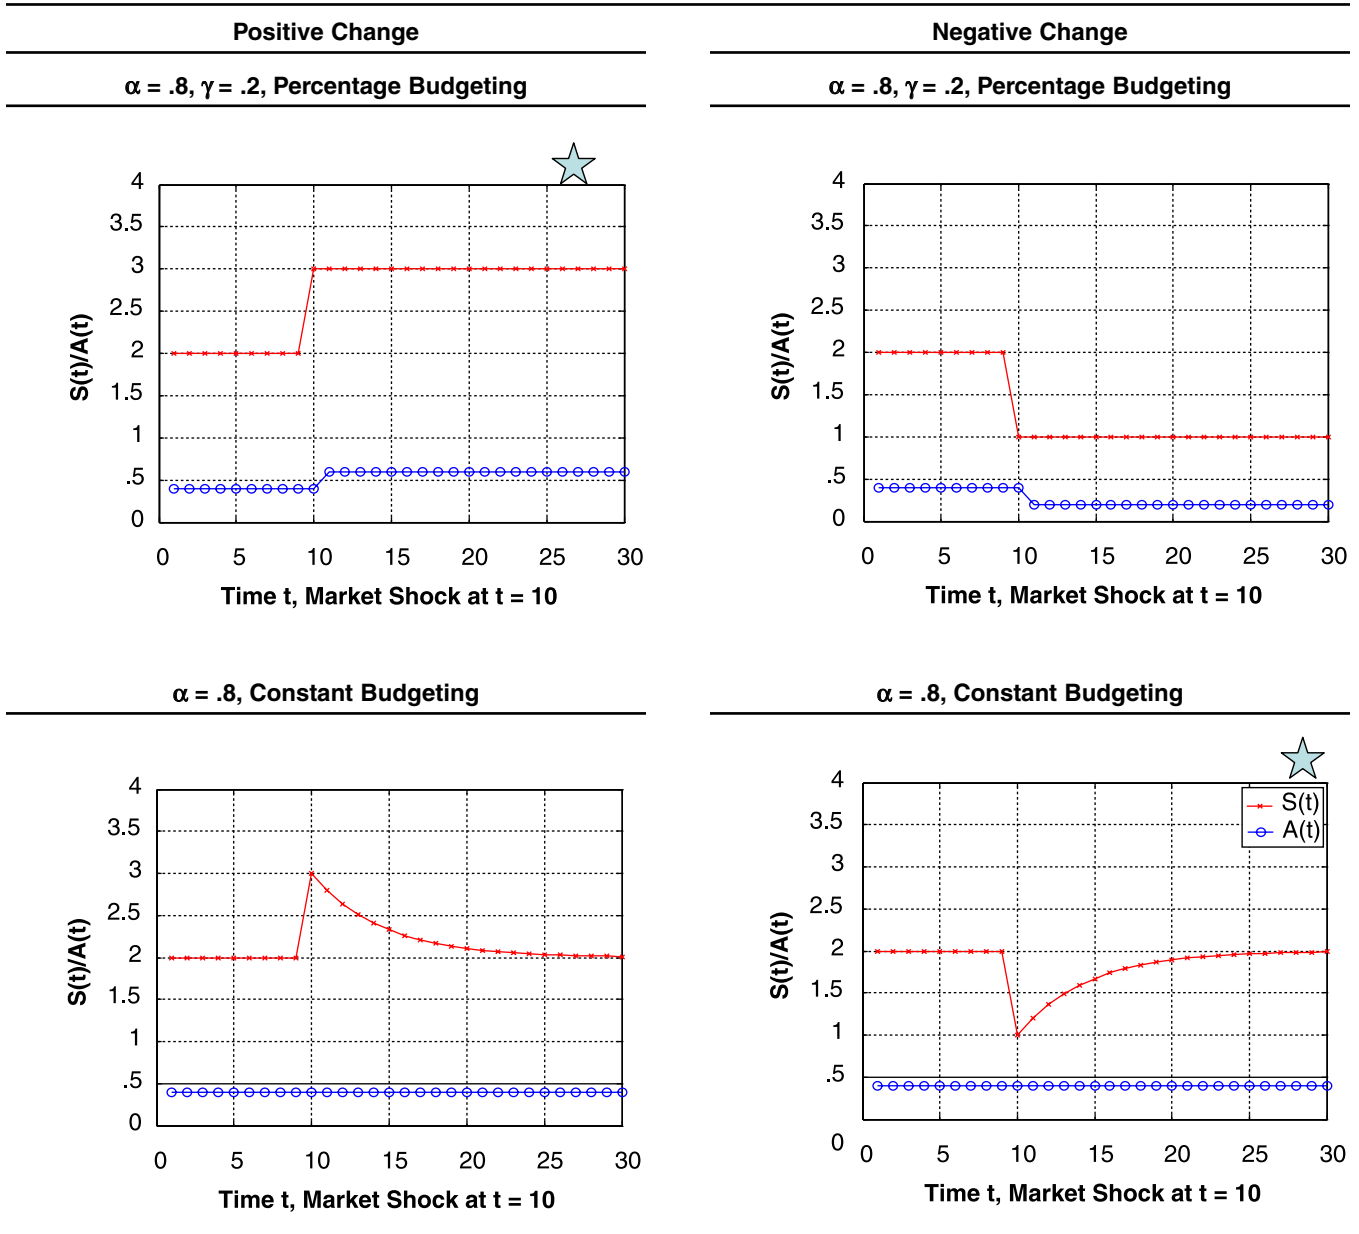 Positive Change
Negative Change
α = .8, γ = .2, Percentage Budgeting
α = .8, γ = .2, Percentage Budgeting
S(t)/A(t)
4
3.5
3
2.5
2
1.5
1
.5
0
0 5 10 15 20 25 30
Time t, Market Shock at t = 10
S(t)/A(t)
4
3.5
3
2.5
2
1.5
1
.5
0
0 5 10 15 20 25 30
Time t, Market Shock at t = 10
α = .8, Constant Budgeting
α = .8, Constant Budgeting
S(t)/A(t)
4
3.5
3
2.5
2
1.5
1
.5
0
0 5 10 15 20 25 30
Time t, Market Shock at t = 10
S(t)/A(t)
4
3.5
3
2.5
2
1.5
1
.5
0
S(t)
A(t)
0 5 10 15 20 25 30
Time t, Market Shock at t = 10